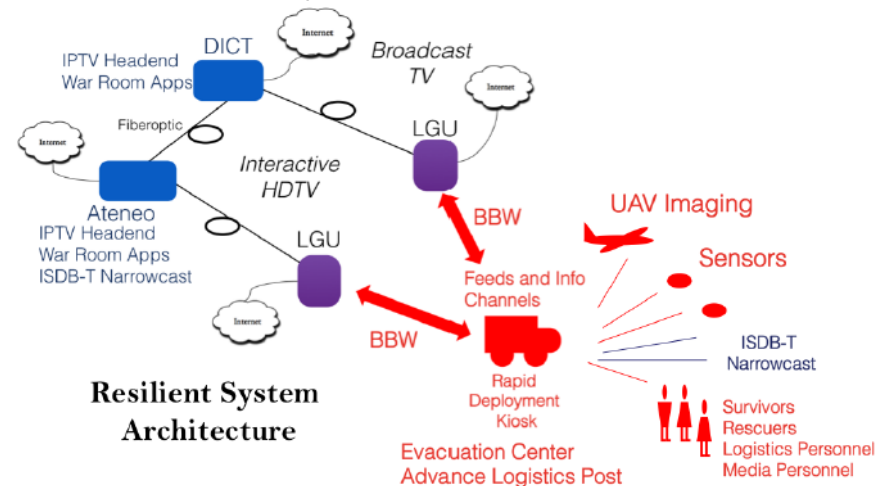 Internet
DICT
IPTV Headend
War Room Apps
Broadcast
TV
Internet
Fiberoptic
LGU
Internet
Interactive
HDTV
Ateneo
IPTV Headend
War Room Apps
ISDB-T Narrowcast
LGU
BBW
UAV Imaging
Feeds and Info
Channels
Sensors
Internet
BBW
ISDB-T
Narrowcast
Rapid
Deployment
Kiosk
Resilient System
Architecture
Survivors
Rescuers
Logistics Personnel
Media Personnel
Evacuation Center
Advance Logistics Post